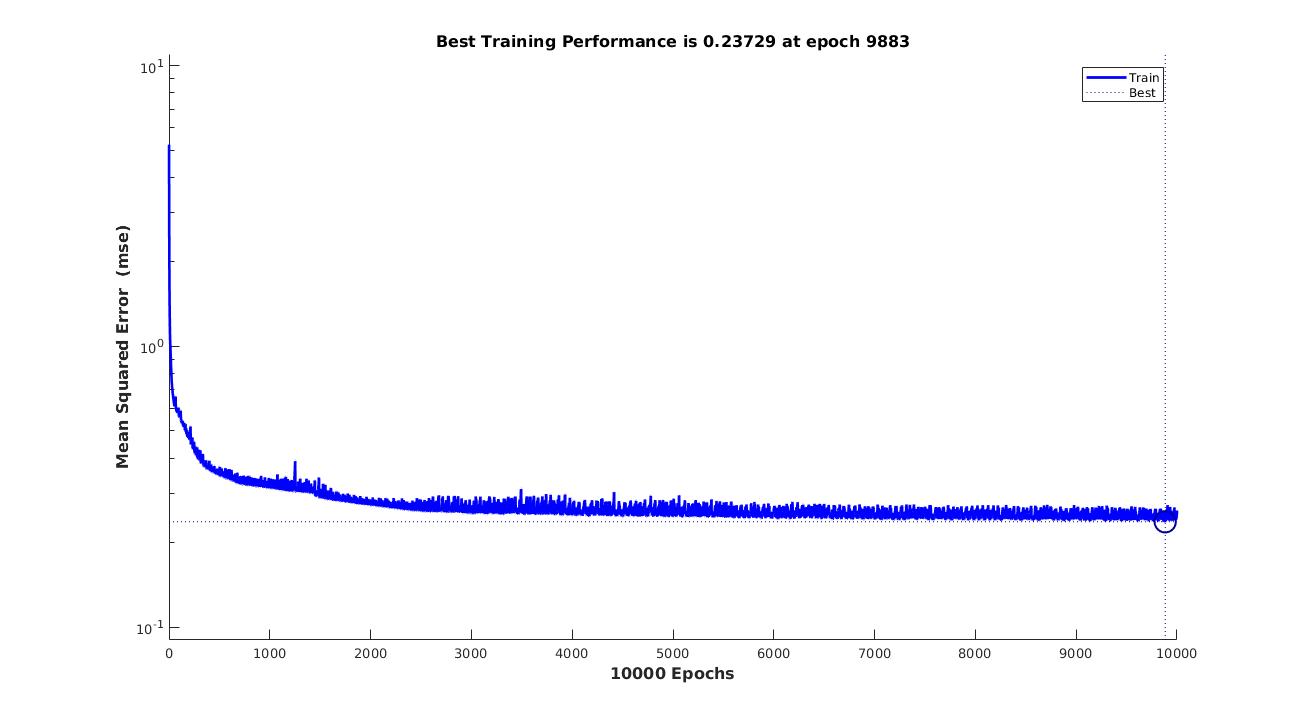 Best Training Performance is 0.23729 at epoch 9883
Train
Best
Mean Squared Error (mse)
10^1
10^0
10^-1
0 1000 2000 3000 4000 5000 6000 7000 8000 9000 10000
10000 Epochs